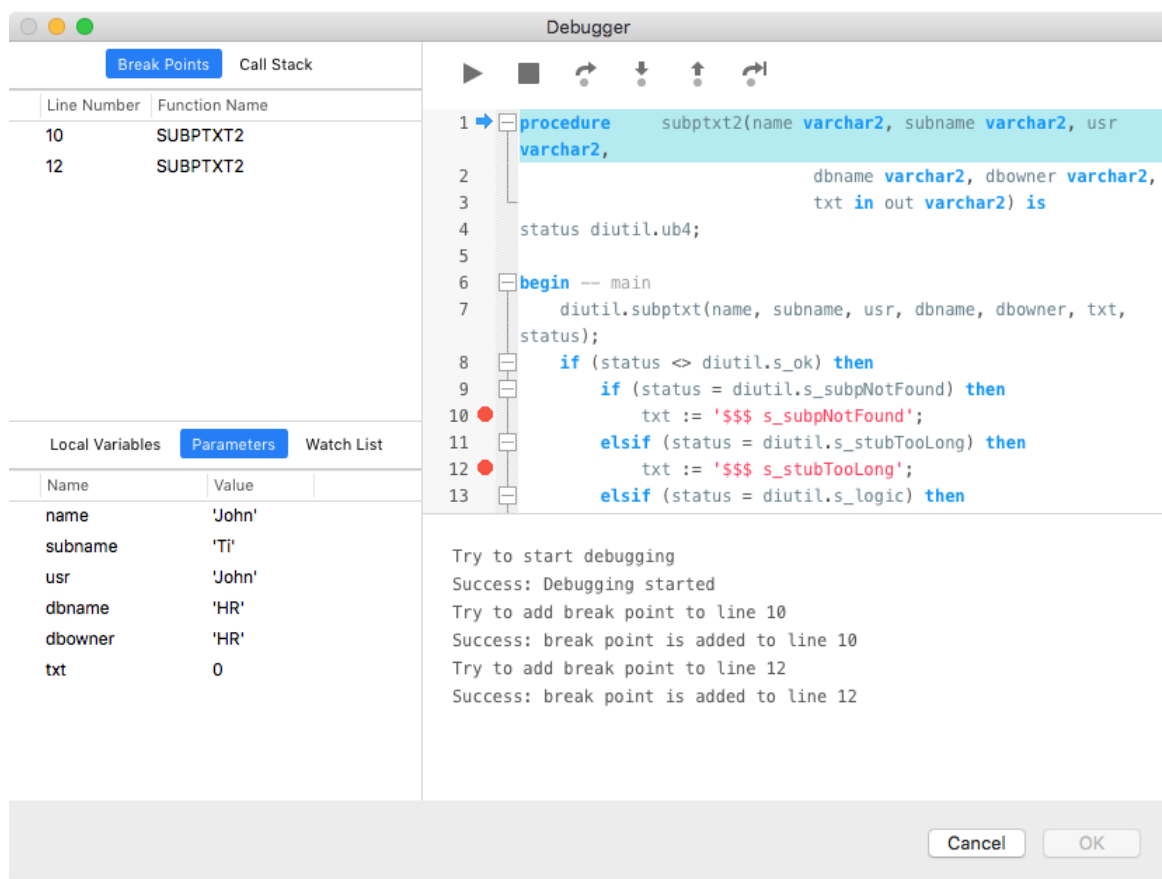 Debugger
Break Points Call Stack
Line Number Function Name
10 SUBPTXT2
12 SUBPTXT2
Local Variables Parameters Watch List
Name Value
name 'John'
subname 'Ti'
usr 'John'
dbname 'HR'
dbowner 'HR'
txt 0
1 procedure subptxt2(name varchar2, subname varchar2, usr
varchar2,
2 dbname varchar2, dbowner varchar2,
3 txt in out varchar2) is
4 status diutil.ub4;
5
6 begin -- main
7 diutil.subptxt(name, subname, usr, dbname, dbowner, txt,
status);
8 if (status <> diutil.s_ok) then
9 if (status = diutil.s_subpNotFound) then
10 txt := '$$$ s_subpNotFound';
11 elsif (status = diutil.s_stubTooLong) then
12 txt := '$$$ s_stubTooLong';
13 elsif (status = diutil.s_logic) then
Try to start debugging
Success: Debugging started
Try to add break point to line 10
Success: break point is added to line 10
Try to add break point to line 12
Success: break point is added to line 12
Cancel OK